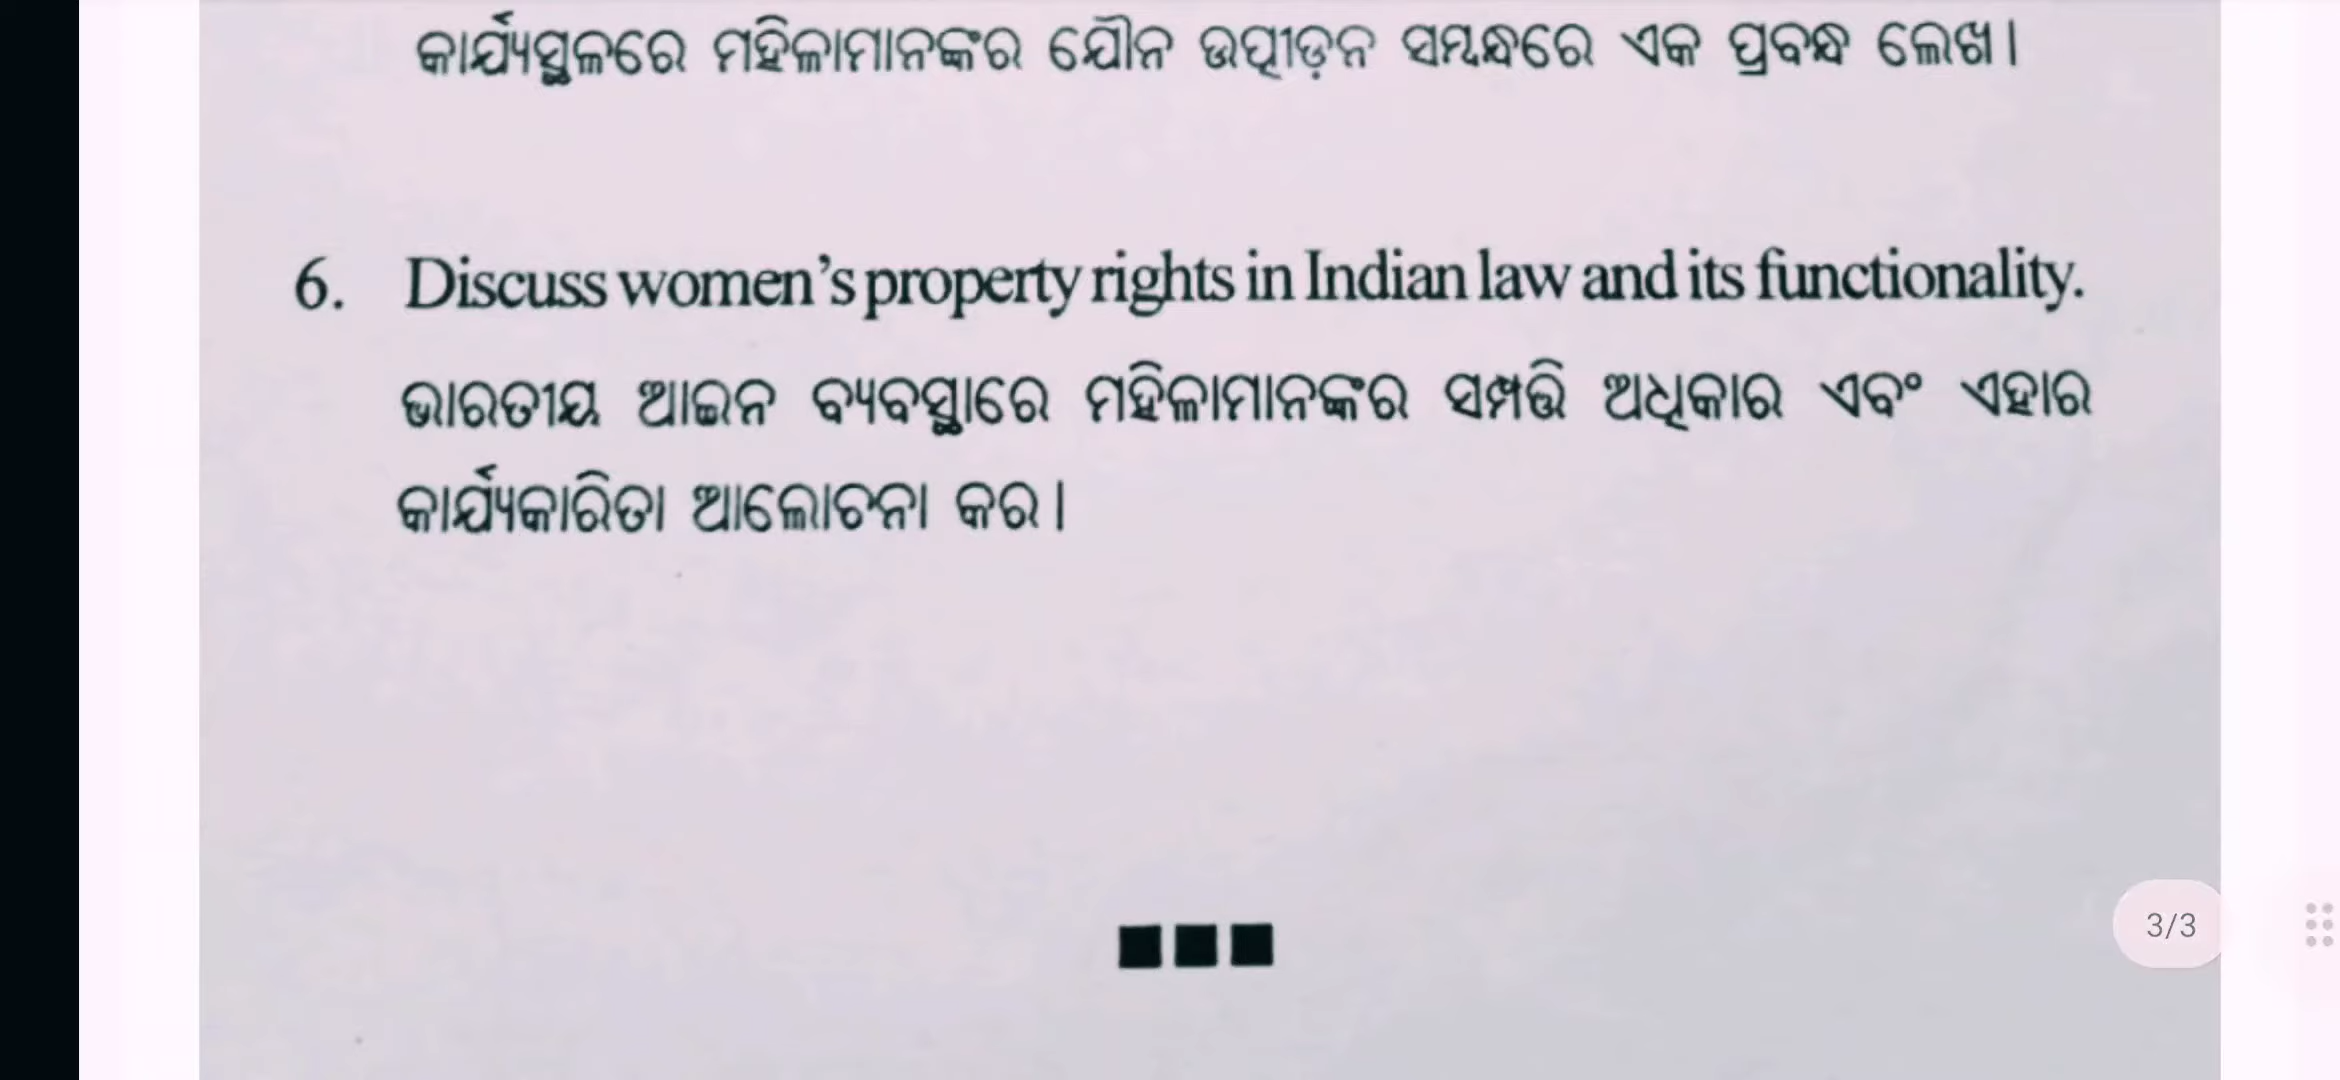 କାର୍ଯ୍ୟସ୍ଥଳରେ ମହିଳାମାନଙ୍କର ଯୌନ ଉତ୍ପୀଡ଼ନ ସମ୍ବନ୍ଧରେ ଏକ ପ୍ରବନ୍ଧ ଲେଖ।
6. Discuss women's property rights in Indian law and its functionality.
ଭାରତୀୟ ଆଇନ ବ୍ୟବସ୍ଥାରେ ମହିଳାମାନଙ୍କର ସମ୍ପତ୍ତି ଅଧିକାର ଏବଂ ଏହାର
କାର୍ଯ୍ୟକାରିତା ଆଲୋଚନା କର।
3/3